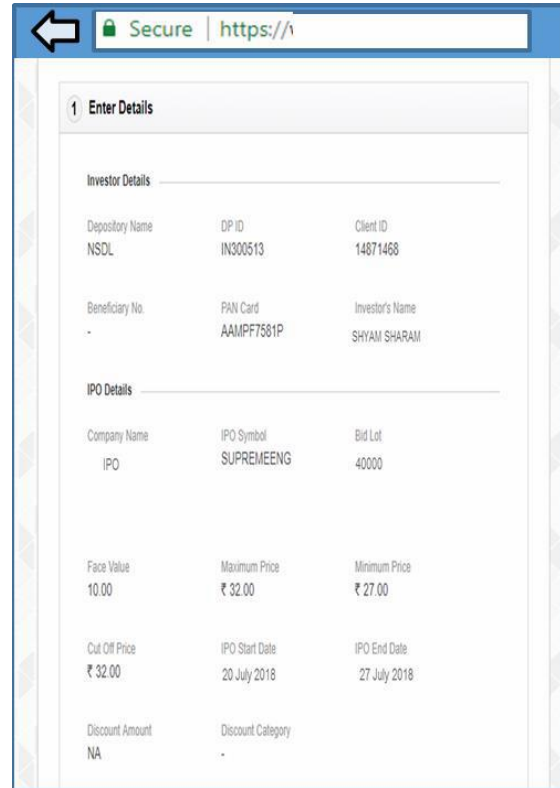 Secure | https://
1 Enter Details
Investor Details
Depository Name DP ID Client ID
NSDL IN300513 14871468
Beneficiary No. PAN Card Investor's Name
- AAMPF7581P SHYAM SHARAM
IPO Details
Company Name IPO Symbol Bid Lot
IPO SUPREMEENG 40000
Face Value Maximum Price Minimum Price
10.00 ₹ 32.00 ₹ 27.00
Cut Off Price IPO Start Date IPO End Date
₹ 32.00 20 July 2018 27 July 2018
Discount Amount Discount Category
NA -